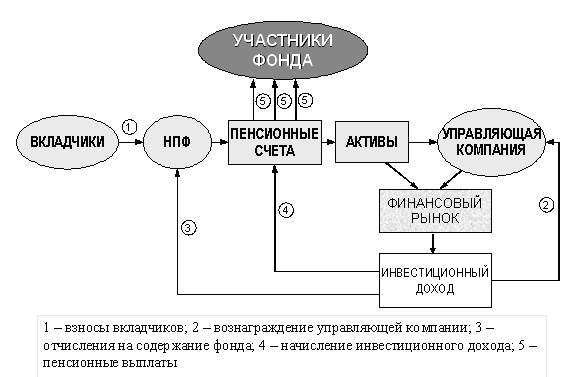 УЧАСТНИКИ
ФОНДА
5 5 5
1
ВКЛАДЧИКИ
НПФ
ПЕНСИОННЫЕ
СЧЕТА
АКТИВЫ
УПРАВЛЯЮЩАЯ
КОМПАНИЯ
ФИНАНСОВЫЙ
РЫНОК
2
4
3
ИНВЕСТИЦИОННЫЙ
ДОХОД
1 – взносы вкладчиков; 2 – вознаграждение управляющей компании; 3 –
отчисления на содержание фонда; 4 – начисление инвестиционного дохода; 5 –
пенсионные выплаты